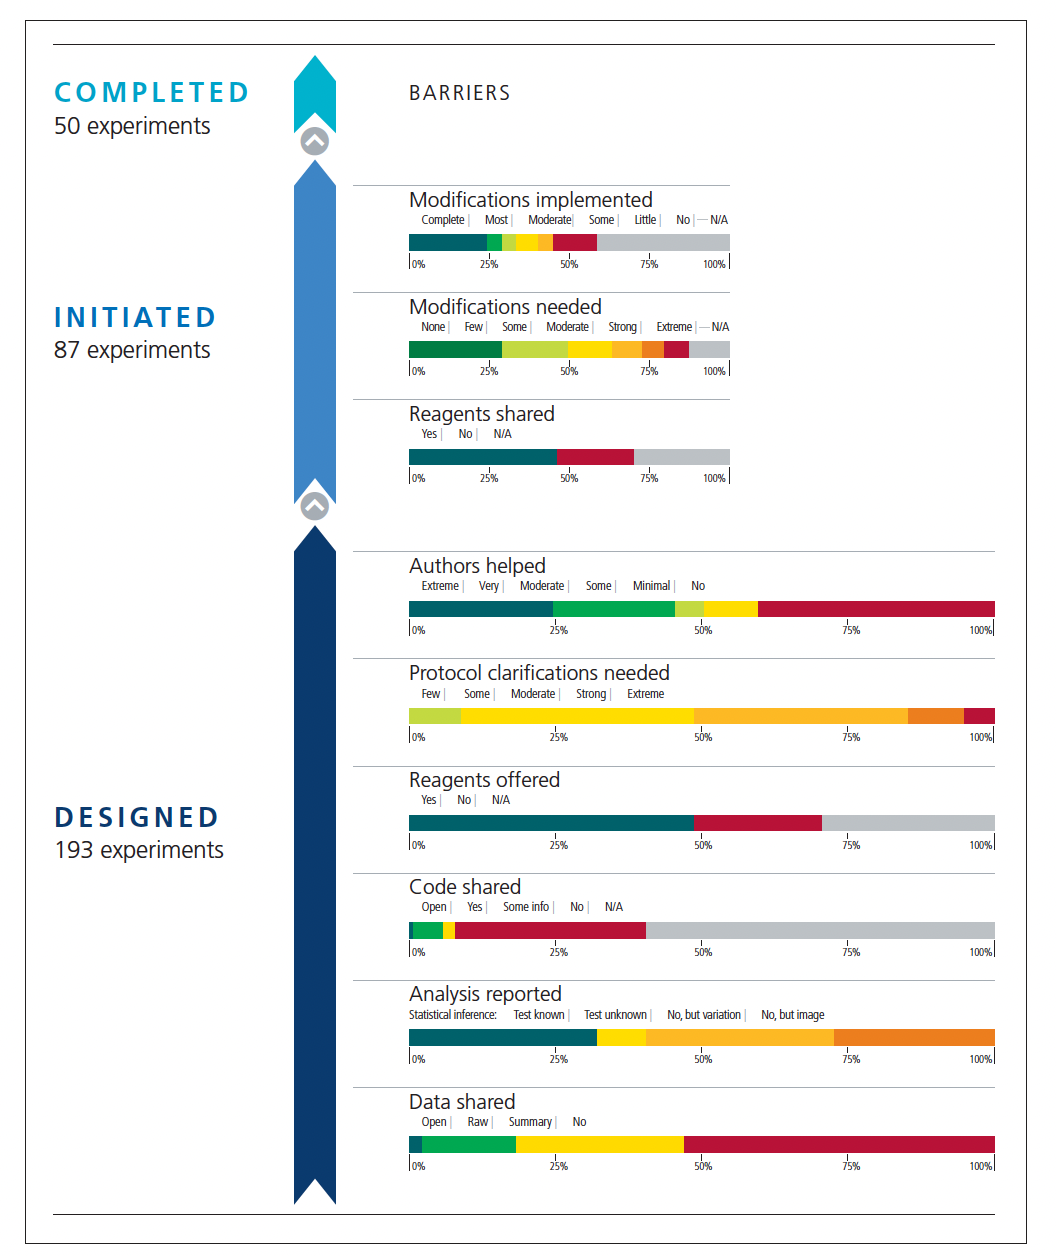 COMPLETED
50 experiments
BARRIERS
Modifications implemented
Complete | Most | Moderate | Some | Little | No | — N/A
0% 25% 50% 75% 100%
INITIATED
87 experiments
Modifications needed
None | Few | Some | Moderate | Strong | Extreme | — N/A
0% 25% 50% 75% 100%
Reagents shared
Yes | No | N/A
0% 25% 50% 75% 100%
Authors helped
Extreme | Very | Moderate | Some | Minimal | No
0% 25% 50% 75% 100%
Protocol clarifications needed
Few | Some | Moderate | Strong | Extreme
0% 25% 50% 75% 100%
DESIGNED
193 experiments
Reagents offered
Yes | No | N/A
0% 25% 50% 75% 100%
Code shared
Open | Yes | Some info | No | N/A
0% 25% 50% 75% 100%
Analysis reported
Statistical inference: Test known | Test unknown | No, but variation | No, but image
0% 25% 50% 75% 100%
Data shared
Open | Raw | Summary | No
0% 25% 50% 75% 100%